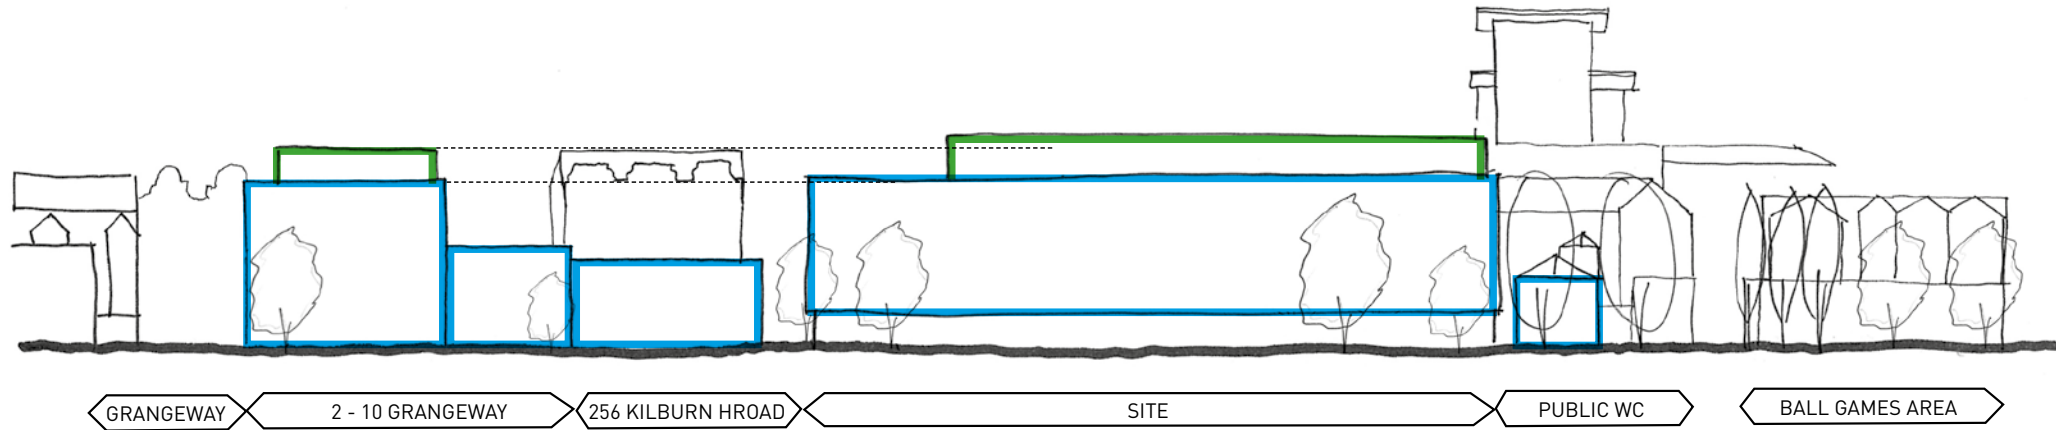 GRANGEWAY
2 - 10 GRANGEWAY
256 KILBURN HROAD
SITE
PUBLIC WC
BALL GAMES AREA